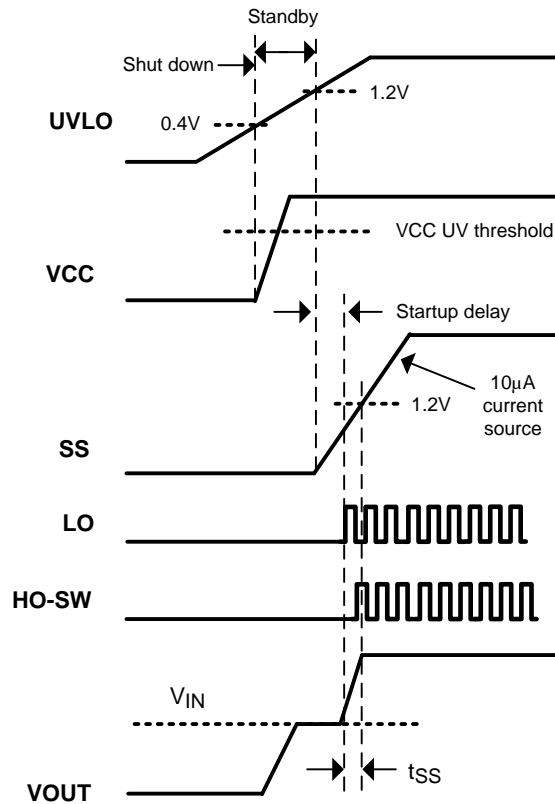 Standby
Shut down
1.2V
UVLO
0.4V
VCC UV threshold
VCC
Startup delay
10μA
current
source
1.2V
SS
LO
HO-SW
VIN
tSS
VOUT